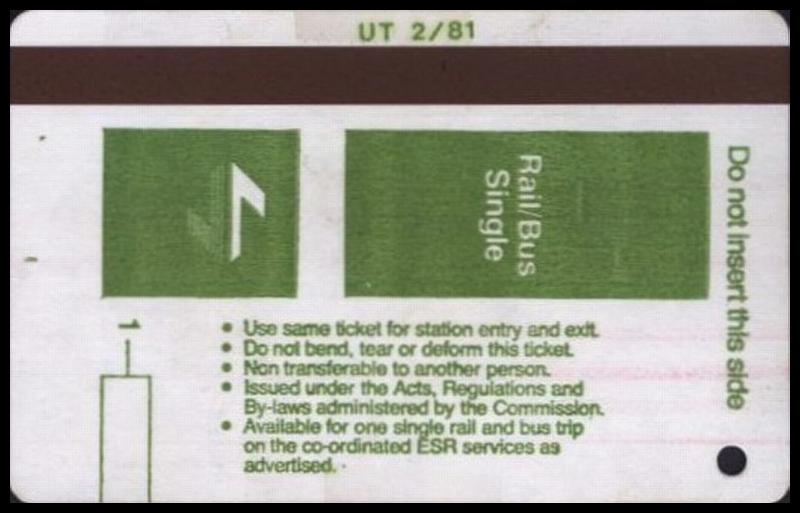 UT 2/81
Rail/Bus
Single
Do not insert this side
1
• Use same ticket for station entry and exit.
• Do not bend, tear or deform this ticket.
• Non transferable to another person.
• Issued under the Acts, Regulations and
By-laws administered by the Commission.
• Available for one single rail and bus trip
on the co-ordinated ESR services as
advertised.